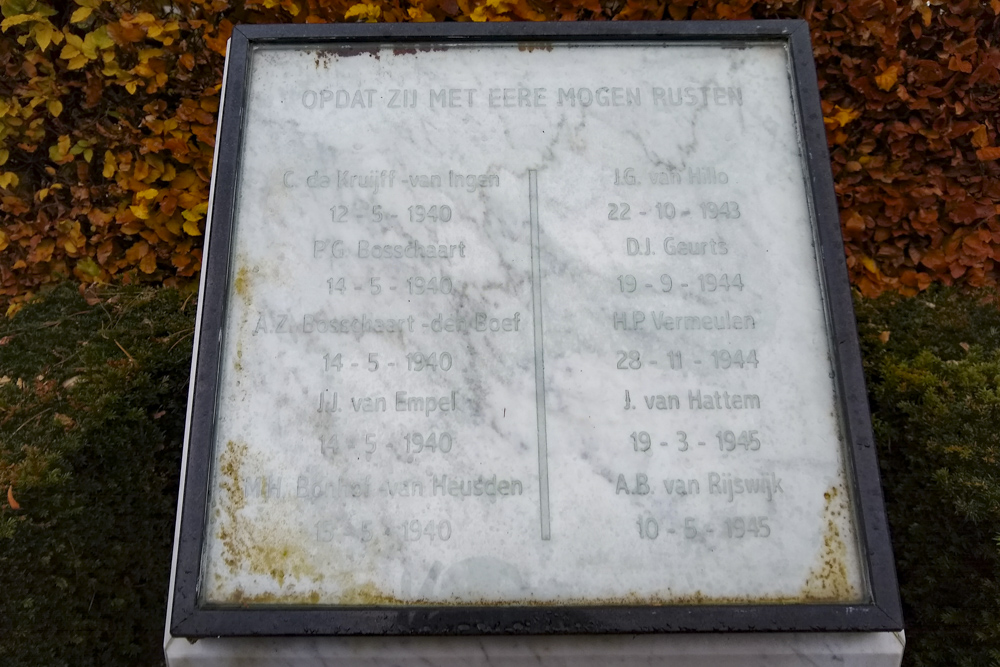 OPDAT ZIJ MET EERE MOGEN RUSTEN
C. de Kruijff - van Ingen
12 - 5 - 1940
P.G. Bosschaart
14 - 5 - 1940
A.Z. Bosschaart - den Boef
14 - 5 - 1940
J.J. van Empel
14 - 5 - 1940
M.H. - van Heusden
- 5 - 1940
J.G. van Hillo
22 - 10 - 1943
D.J. Geurts
19 - 9 - 1944
H.P. Vermeulen
28 - 11 - 1944
J. van Hattem
19 - 3 - 1945
A.B. van Rijswijk
10 - 5 - 1945